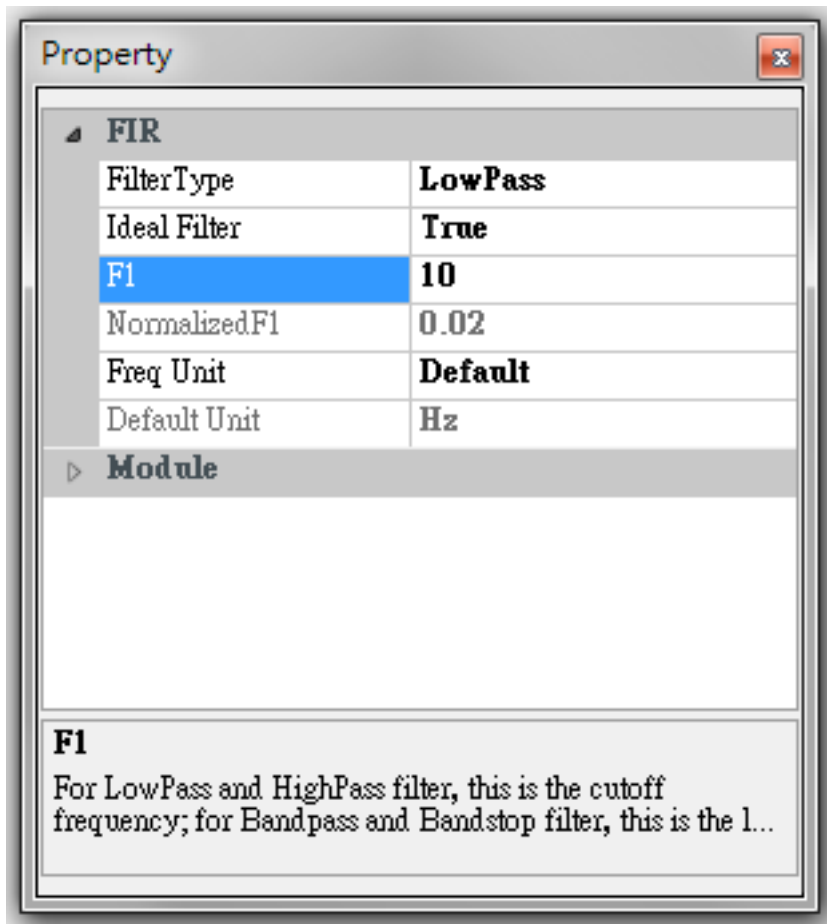 Property
FIR
FilterType LowPass
Ideal Filter True
F1 10
NormalizedF1 0.02
Freq Unit Default
Default Unit Hz
Module
F1
For LowPass and HighPass filter, this is the cutoff
frequency; for Bandpass and Bandstop filter, this is the l...